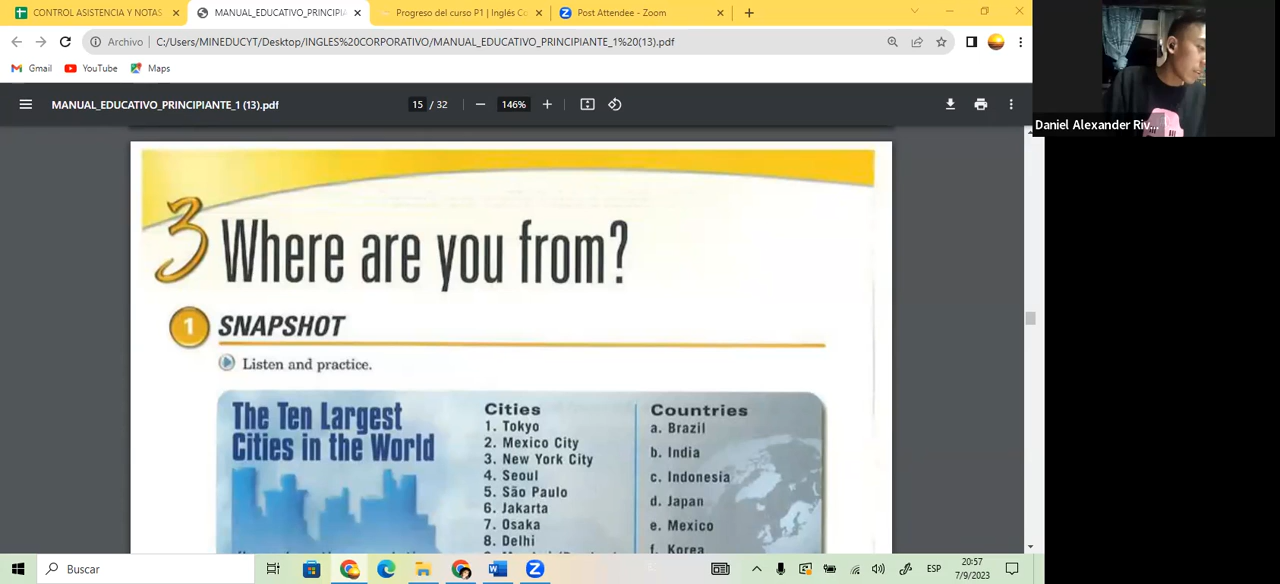 CONTROL ASISTENCIA Y NOTAS
MANUAL_EDUCATIVO_PRINCIPIA
Progreso del curso P1 | Inglés Co
Post Attendee - Zoom
Archivo
C:/Users/MINEDUCYT/Desktop/INGLES%20CORPORATIVO/MANUAL_EDUCATIVO_PRINCIPIANTE_1%20(13).pdf
Gmail
YouTube
Maps
MANUAL_EDUCATIVO_PRINCIPIANTE_1 (13).pdf
15 / 32
146%
Daniel Alexander Riv...
3 Where are you from?
1 SNAPSHOT
Listen and practice.
The Ten Largest
Cities in the World
Cities
1. Tokyo
2. Mexico City
3. New York City
4. Seoul
5. São Paulo
6. Jakarta
7. Osaka
8. Delhi
Countries
a. Brazil
b. India
c. Indonesia
d. Japan
e. Mexico
f. Korea
Buscar
ESP
20:57
7/9/2023